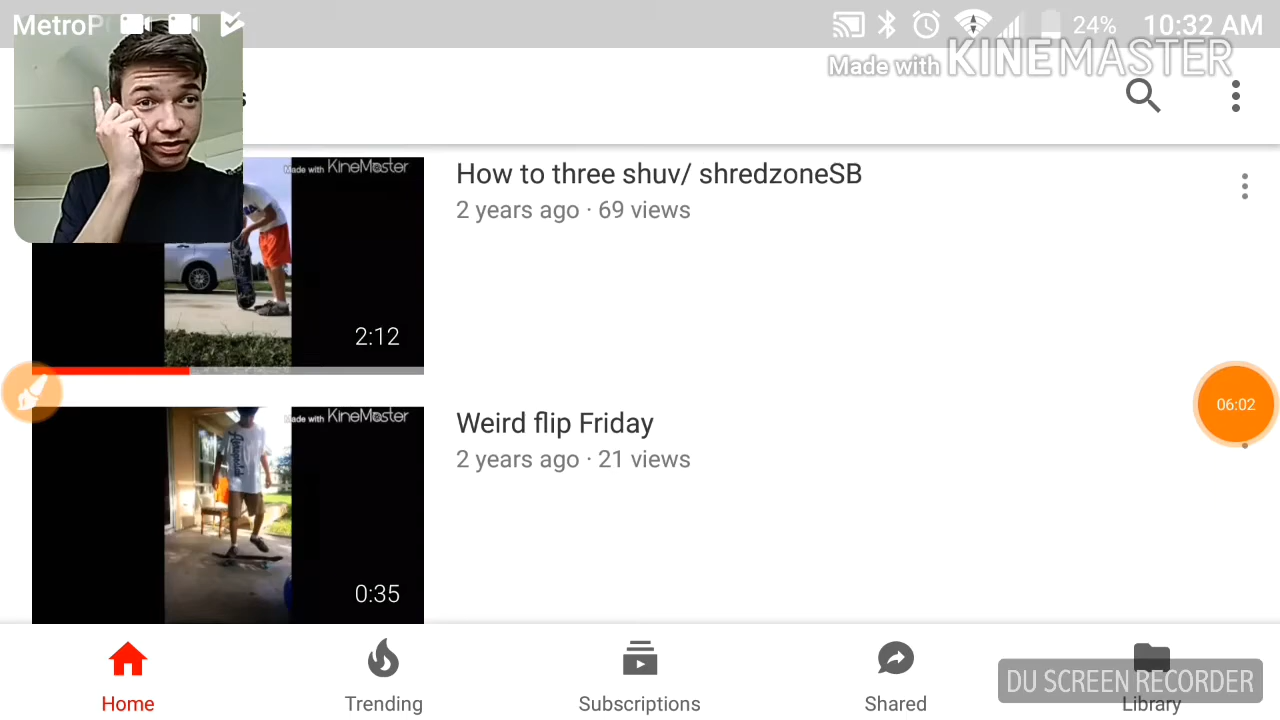 MetroP
24%
10:32 AM
Made with KINEMASTER
s
Made with KINEMASTER
How to three shuv/ shredzoneSB
2 years ago · 69 views
2:12
06:02
Made with KINEMASTER
Weird flip Friday
2 years ago · 21 views
0:35
Home
Trending
Subscriptions
Shared
Library
DU SCREEN RECORDER